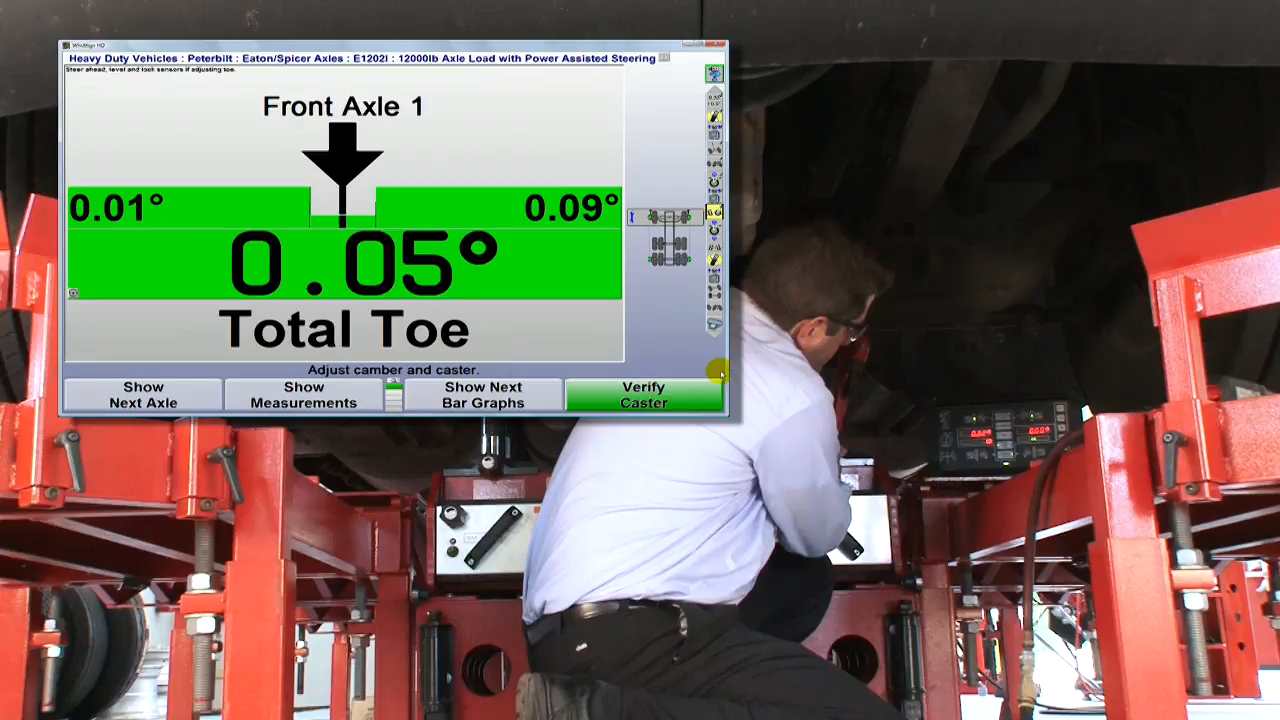 WinAlign HD
Heavy Duty Vehicles : Peterbilt : Eaton/Spicer Axles : E1202I : 12000lb Axle Load with Power Assisted Steering
Steer ahead, level and lock sensors if adjusting toe.
Front Axle 1
0.01° 0.09°
0.05°
Total Toe
Adjust camber and caster.
Show Next Axle
Show Measurements
Show Next Bar Graphs
Verify Caster